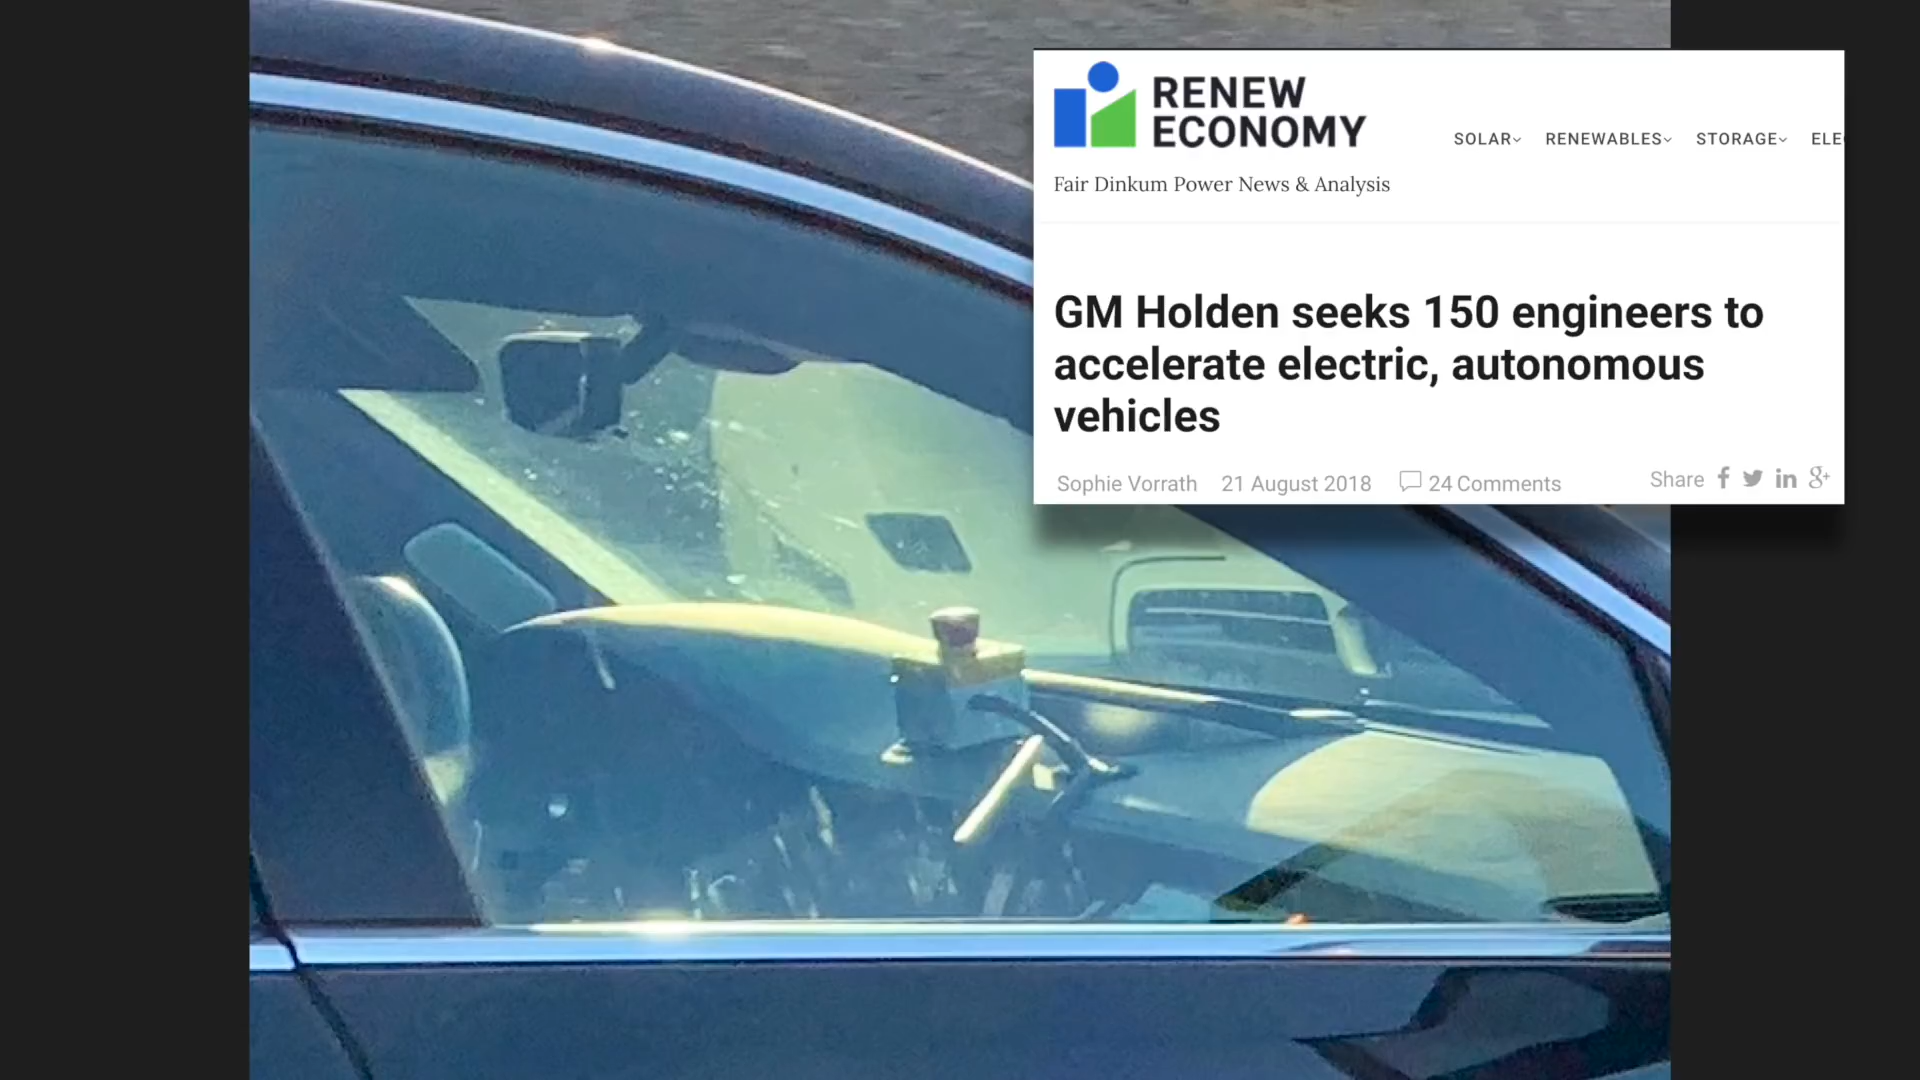 RENEW
ECONOMY
SOLAR RENEWABLES STORAGE ELE
Fair Dinkum Power News & Analysis
GM Holden seeks 150 engineers to
accelerate electric, autonomous
vehicles
Sophie Vorrath 21 August 2018 24 Comments Share